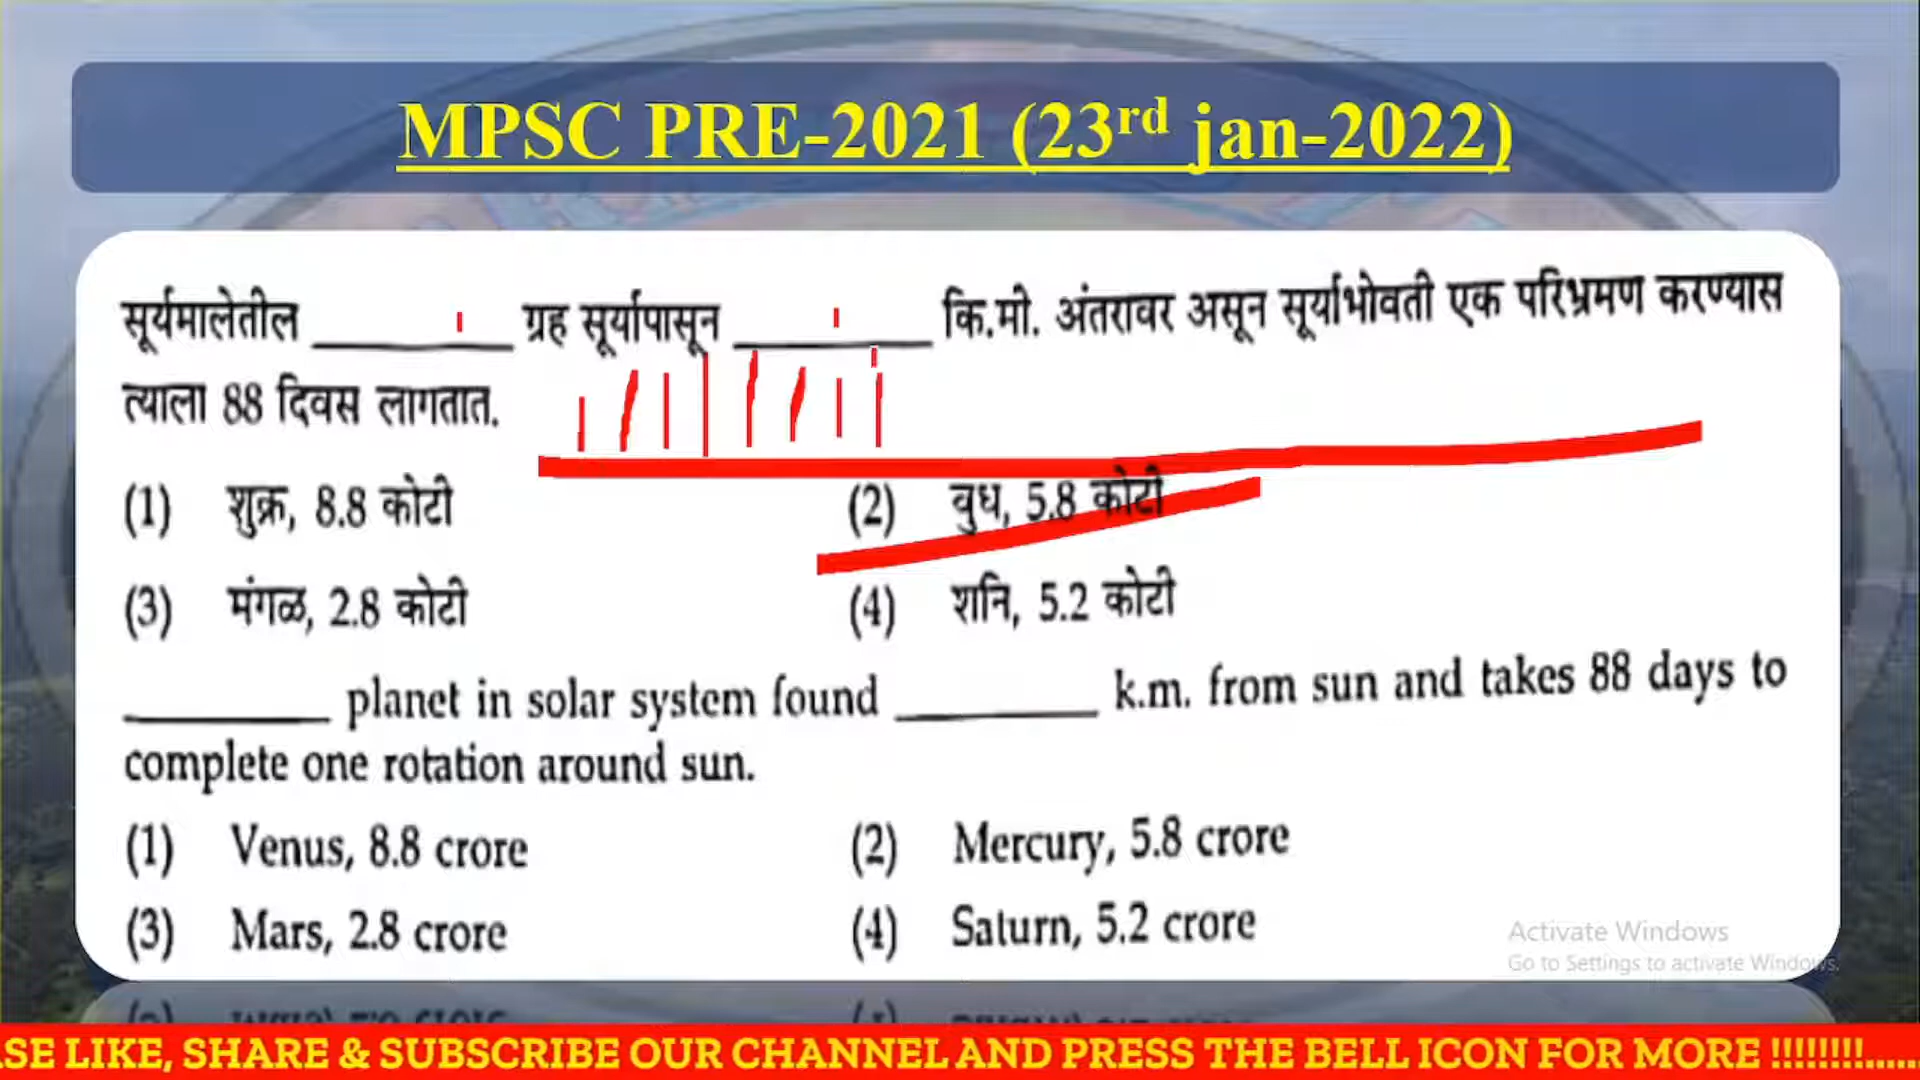 MPSC PRE-2021 (23rd jan-2022)
सूर्यमालेतील ________ ग्रह सूर्यापासून ________ कि.मी. अंतरावर असून सूर्याभोवती एक परिभ्रमण करण्यास
त्याला 88 दिवस लागतात.
(1) शुक्र, 8.8 कोटी (2) बुध, 5.8 कोटी
(3) मंगळ, 2.8 कोटी (4) शनि, 5.2 कोटी
________ planet in solar system found ________ k.m. from sun and takes 88 days to
complete one rotation around sun.
(1) Venus, 8.8 crore (2) Mercury, 5.8 crore
(3) Mars, 2.8 crore (4) Saturn, 5.2 crore
Activate Windows
Go to Settings to activate Windows.
SE LIKE, SHARE & SUBSCRIBE OUR CHANNEL AND PRESS THE BELL ICON FOR MORE !!!!!!!!......